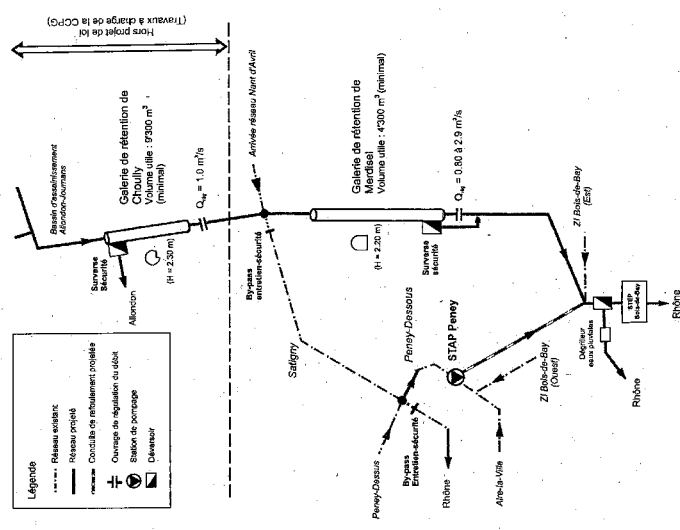 Légende
Réseau existant
Réseau projeté
Conduite de refoulement projetée
Ouvrage de régulation du débit
Station de pompage
Déversoir
Hors projet de loi
(Travaux à charge de la CCPG)
Bassin d'assainissement
Allondon-Journans
Galerie de rétention de
Choully
Volume utile : 9'300 m³
(minimal)
Surverse
Sécurité
(H = 2.30 m)
Allondon
Qrég = 1.0 m³/s
Arrivée réseau Nant d'Avril
By-pass
entretien-sécurité
Galerie de rétention de
Merdisel
Volume utile : 4'300 m³ (minimal)
(H = 2.20 m)
Surverse
sécurité
Qrég = 0.80 à 2.9 m³/s
Satigny
Peney-Dessous
Peney-Dessus
STAP Peney
By-pass
Entretien-sécurité
Rhône
Aire-la-Ville
ZI Bois-de-Bay
(Ouest)
ZI Bois-de-Bay
(Est)
Dégrilleur
eaux pluviales
STEP
Bois-de-Bay
Rhône
Rhône